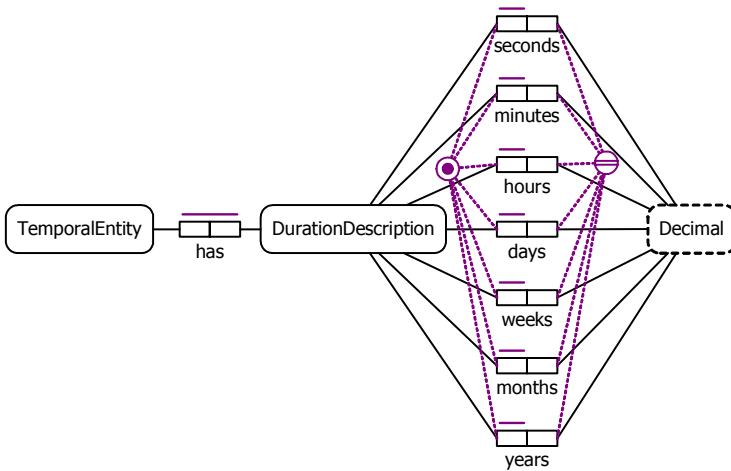 seconds
minutes
hours
TemporalEntity
has
DurationDescription
days
Decimal
weeks
months
years